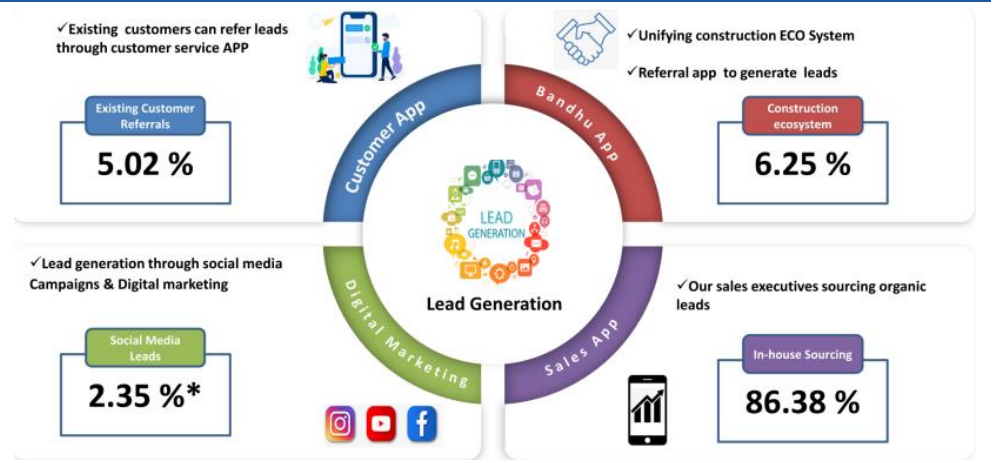 ✓Existing customers can refer leads
through customer service APP
Existing Customer
Referrals
5.02 %
Customer App
✓Unifying construction ECO System
✓Referral app to generate leads
Construction
ecosystem
6.25 %
Bandhu App
LEAD
GENERATION
Lead Generation
✓Lead generation through social media
Campaigns & Digital marketing
Social Media
Leads
2.35 %*
Digital Marketing
✓Our sales executives sourcing organic
leads
In-house Sourcing
86.38 %
Sales App